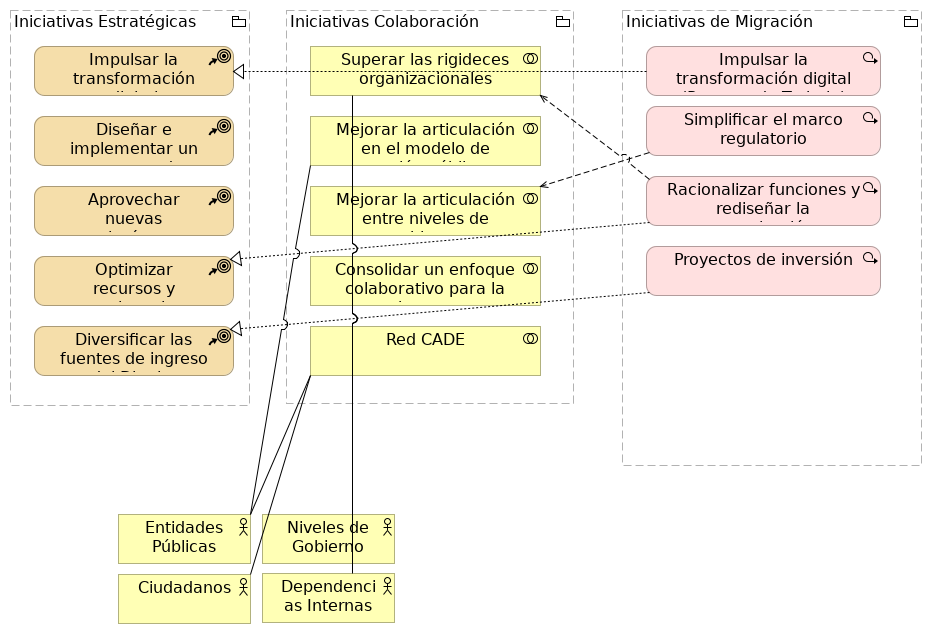 Iniciativas Estratégicas
Impulsar la
transformación
Diseñar e
implementar un
Aprovechar
nuevas
Optimizar
recursos y
Diversificar las
fuentes de ingreso
Iniciativas Colaboración
Superar las rigideces
organizacionales
Mejorar la articulación
en el modelo de
Mejorar la articulación
entre niveles de
Consolidar un enfoque
colaborativo para la
Red CADE
Iniciativas de Migración
Impulsar la
transformación digital
Simplificar el marco
regulatorio
Racionalizar funciones y
rediseñar la
Proyectos de inversión
Entidades
Públicas
Niveles de
Gobierno
Ciudadanos
Dependenci
as Internas